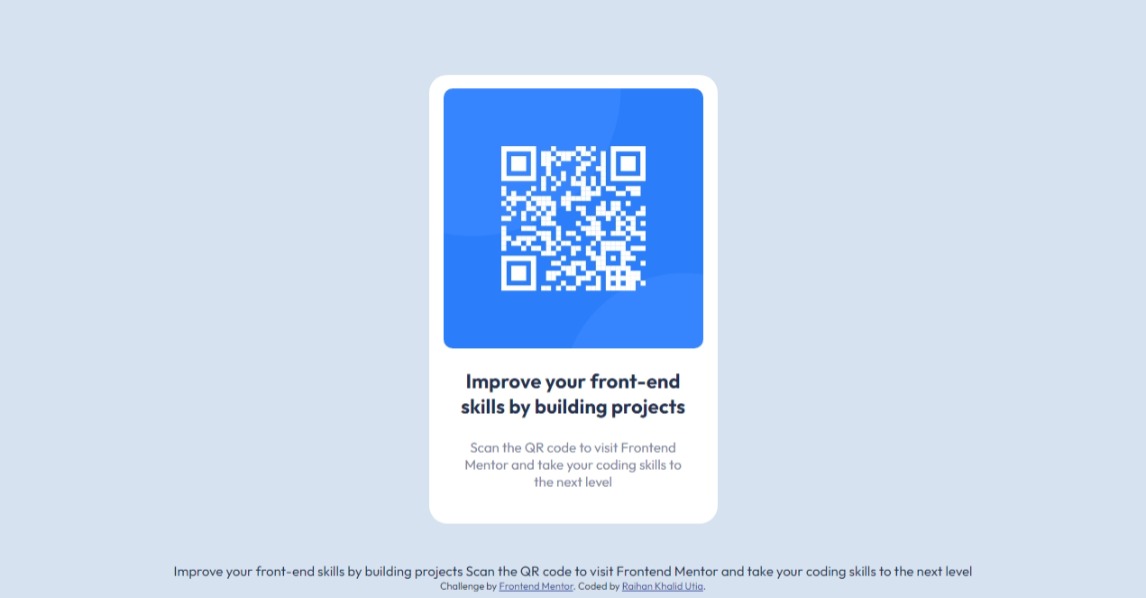 Improve your front-end
skills by building projects
Scan the QR code to visit Frontend
Mentor and take your coding skills to
the next level
Improve your front-end skills by building projects Scan the QR code to visit Frontend Mentor and take your coding skills to the next level
Challenge by Frontend Mentor. Coded by Raihan Khalid Utia.